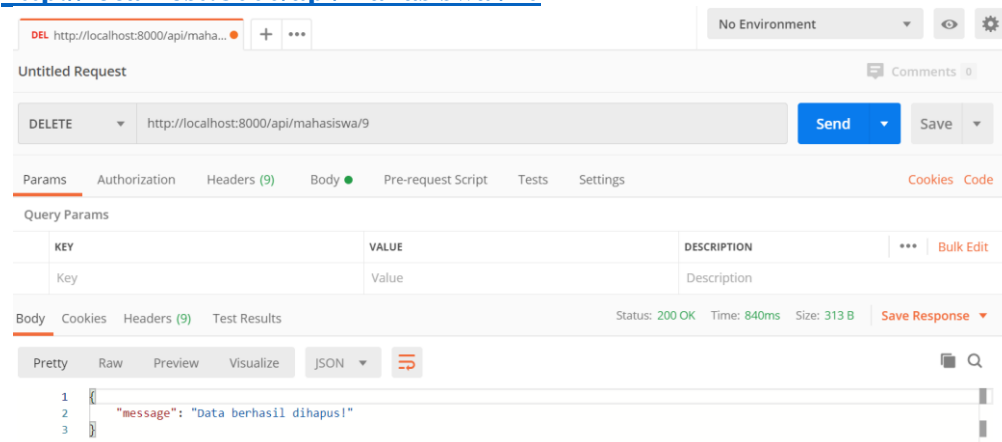 DEL http://localhost:8000/api/maha... + ••• No Environment
Untitled Request Comments 0
DELETE http://localhost:8000/api/mahasiswa/9 Send Save
Params Authorization Headers (9) Body Pre-request Script Tests Settings Cookies Code
Query Params
KEY VALUE DESCRIPTION ••• Bulk Edit
Key Value Description
Body Cookies Headers (9) Test Results Status: 200 OK Time: 840ms Size: 313 B Save Response
Pretty Raw Preview Visualize JSON
1 {
2 "message": "Data berhasil dihapus!"
3 }